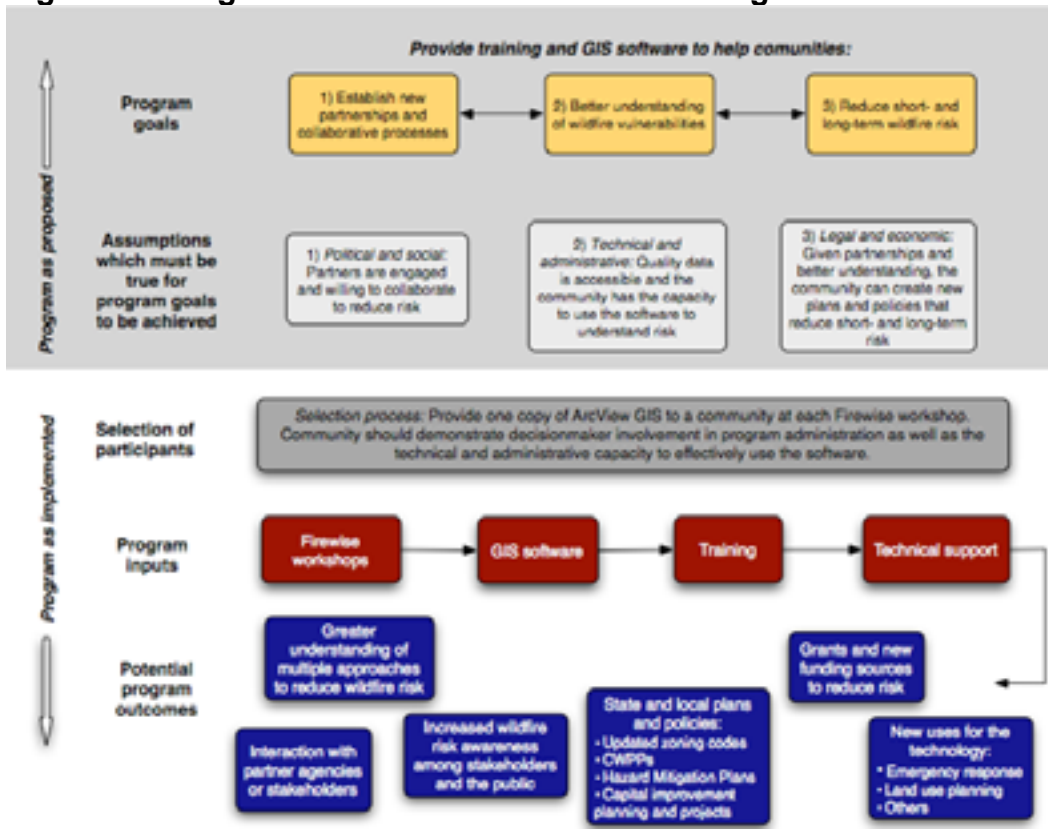 Provide training and GIS software to help comunities:
Program
goals
1) Establish new
partnerships and
collaborative processes
2) Better understanding
of wildfire vulnerabilities
3) Reduce short- and
long-term wildfire risk
Program as proposed
Assumptions
which must be
true for
program goals
to be achieved
1) Political and social:
Partners are engaged
and willing to collaborate
to reduce risk
2) Technical and
administrative: Quality data
is accessible and the
community has the capacity
to use the software to
understand risk
3) Legal and economic:
Given partnerships and
better understanding, the
community can create new
plans and policies that
reduce short- and long-term
risk
Program as implemented
Selection of
participants
Selection process: Provide one copy of ArcView GIS to a community at each Firewise workshop.
Community should demonstrate decisionmaker involvement in program administration as well as the
technical and administrative capacity to effectively use the software.
Program
inputs
Firewise
workshops
GIS software
Training
Technical support
Potential
program
outcomes
Greater
understanding of
multiple approaches
to reduce wildfire risk
Interaction with
partner agencies
or stakeholders
Increased wildfire
risk awareness
among stakeholders
and the public
State and local plans
and policies:
• Updated zoning codes
• CWPPs
• Hazard Mitigation Plans
• Capital improvement
planning and projects
Grants and new
funding sources
to reduce risk
New uses for the
technology:
• Emergency response
• Land use planning
• Others